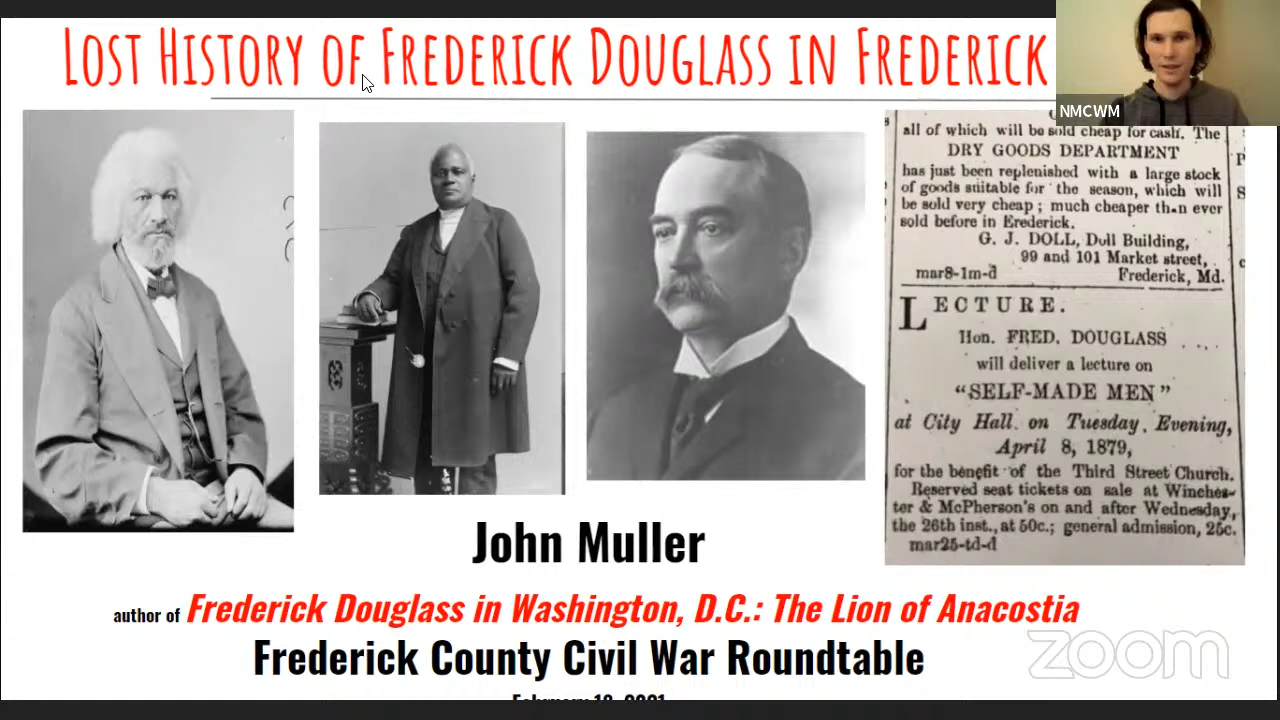 LOST HISTORY OF FREDERICK DOUGLASS IN FREDERICK
NMCWM
all of which will be sold cheap for cash. The
DRY GOODS DEPARTMENT
has just been replenished with a large stock
of goods suitable for the season, which will
be sold very cheap; much cheaper than ever
sold before in Erederick.
G. J. DOLL, Doll Building,
99 and 101 Market street,
mar8-1m-d Frederick, Md.
LECTURE.
Hon. FRED. DOUGLASS
will deliver a lecture on
"SELF-MADE MEN"
at City Hall on Tuesday, Evening,
April 8, 1879,
for the benefit of the Third Street Church.
Reserved seat tickets on sale at Winches-
ter & McPherson's on and after Wednesday,
the 26th inst., at 50c.; general admission, 25c.
mar25-td-d
John Muller
author of Frederick Douglass in Washington, D.C.: The Lion of Anacostia
Frederick County Civil War Roundtable
zoom